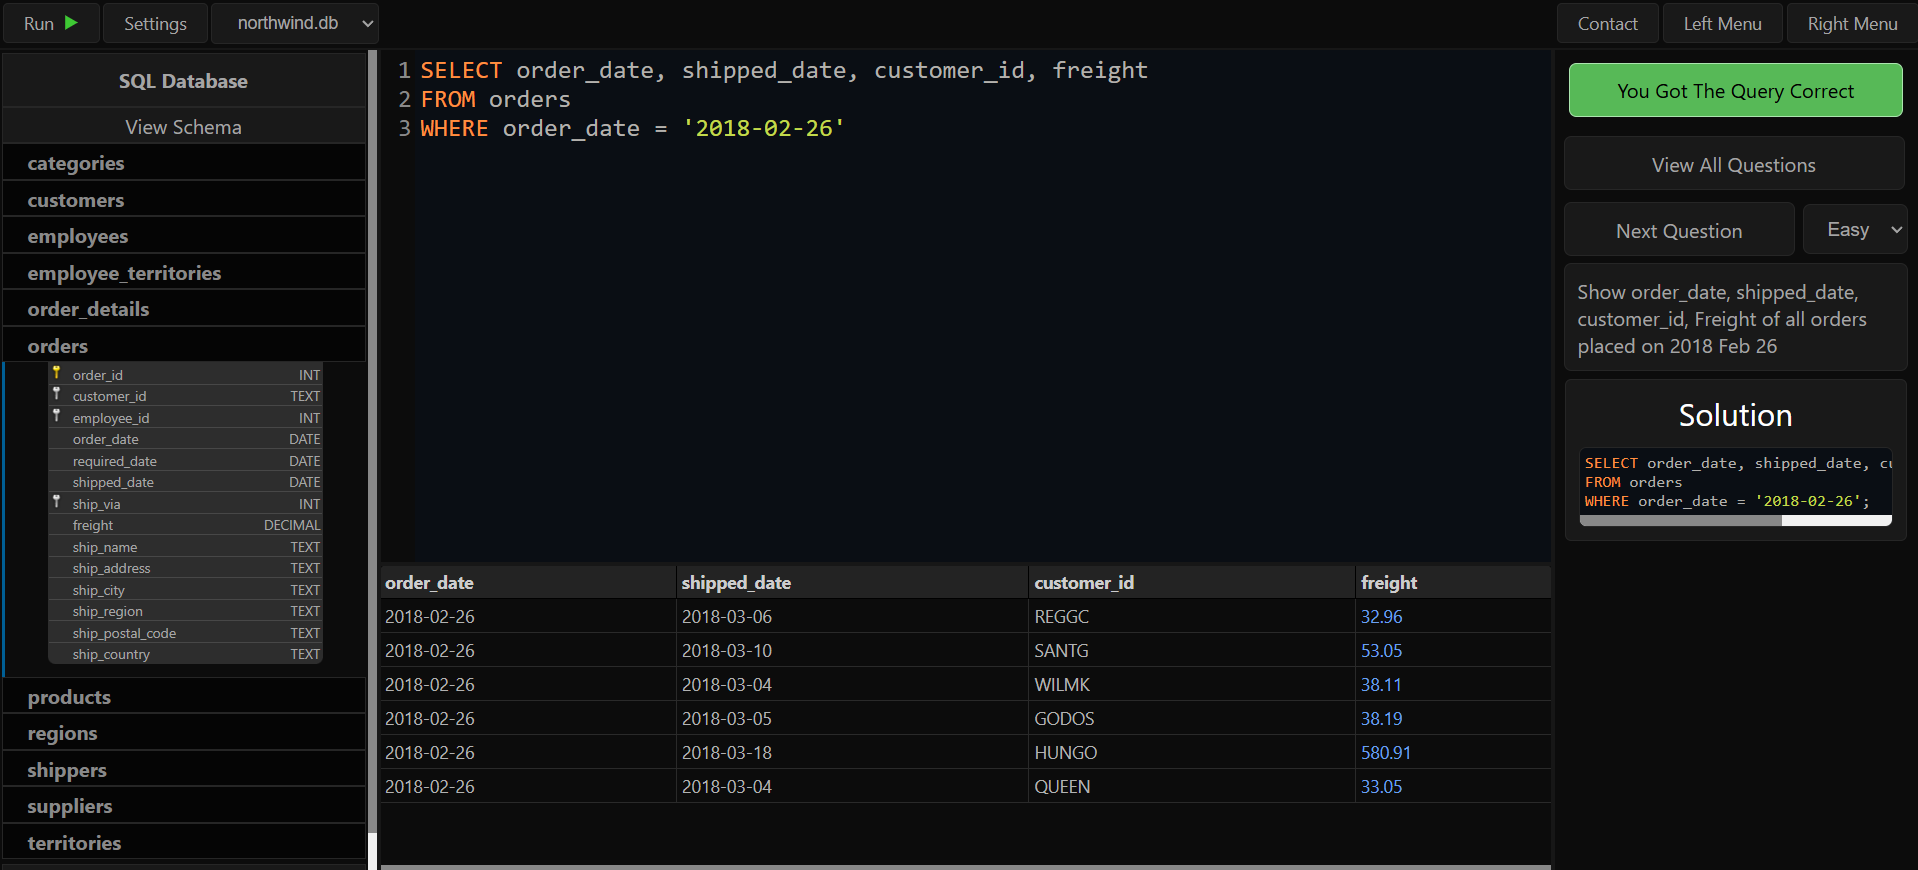 Run
Settings
northwind.db
Contact
Left Menu
Right Menu
SQL Database
View Schema
categories
customers
employees
employee_territories
order_details
orders
order_id INT
customer_id TEXT
employee_id INT
order_date DATE
required_date DATE
shipped_date DATE
ship_via INT
freight DECIMAL
ship_name TEXT
ship_address TEXT
ship_city TEXT
ship_region TEXT
ship_postal_code TEXT
ship_country TEXT
products
regions
shippers
suppliers
territories
1 SELECT order_date, shipped_date, customer_id, freight
2 FROM orders
3 WHERE order_date = '2018-02-26'
order_date shipped_date customer_id freight
2018-02-26 2018-03-06 REGGC 32.96
2018-02-26 2018-03-10 SANTG 53.05
2018-02-26 2018-03-04 WILMK 38.11
2018-02-26 2018-03-05 GODOS 38.19
2018-02-26 2018-03-18 HUNGO 580.91
2018-02-26 2018-03-04 QUEEN 33.05
You Got The Query Correct
View All Questions
Next Question
Easy
Show order_date, shipped_date,
customer_id, Freight of all orders
placed on 2018 Feb 26
Solution
SELECT order_date, shipped_date, cu
FROM orders
WHERE order_date = '2018-02-26';